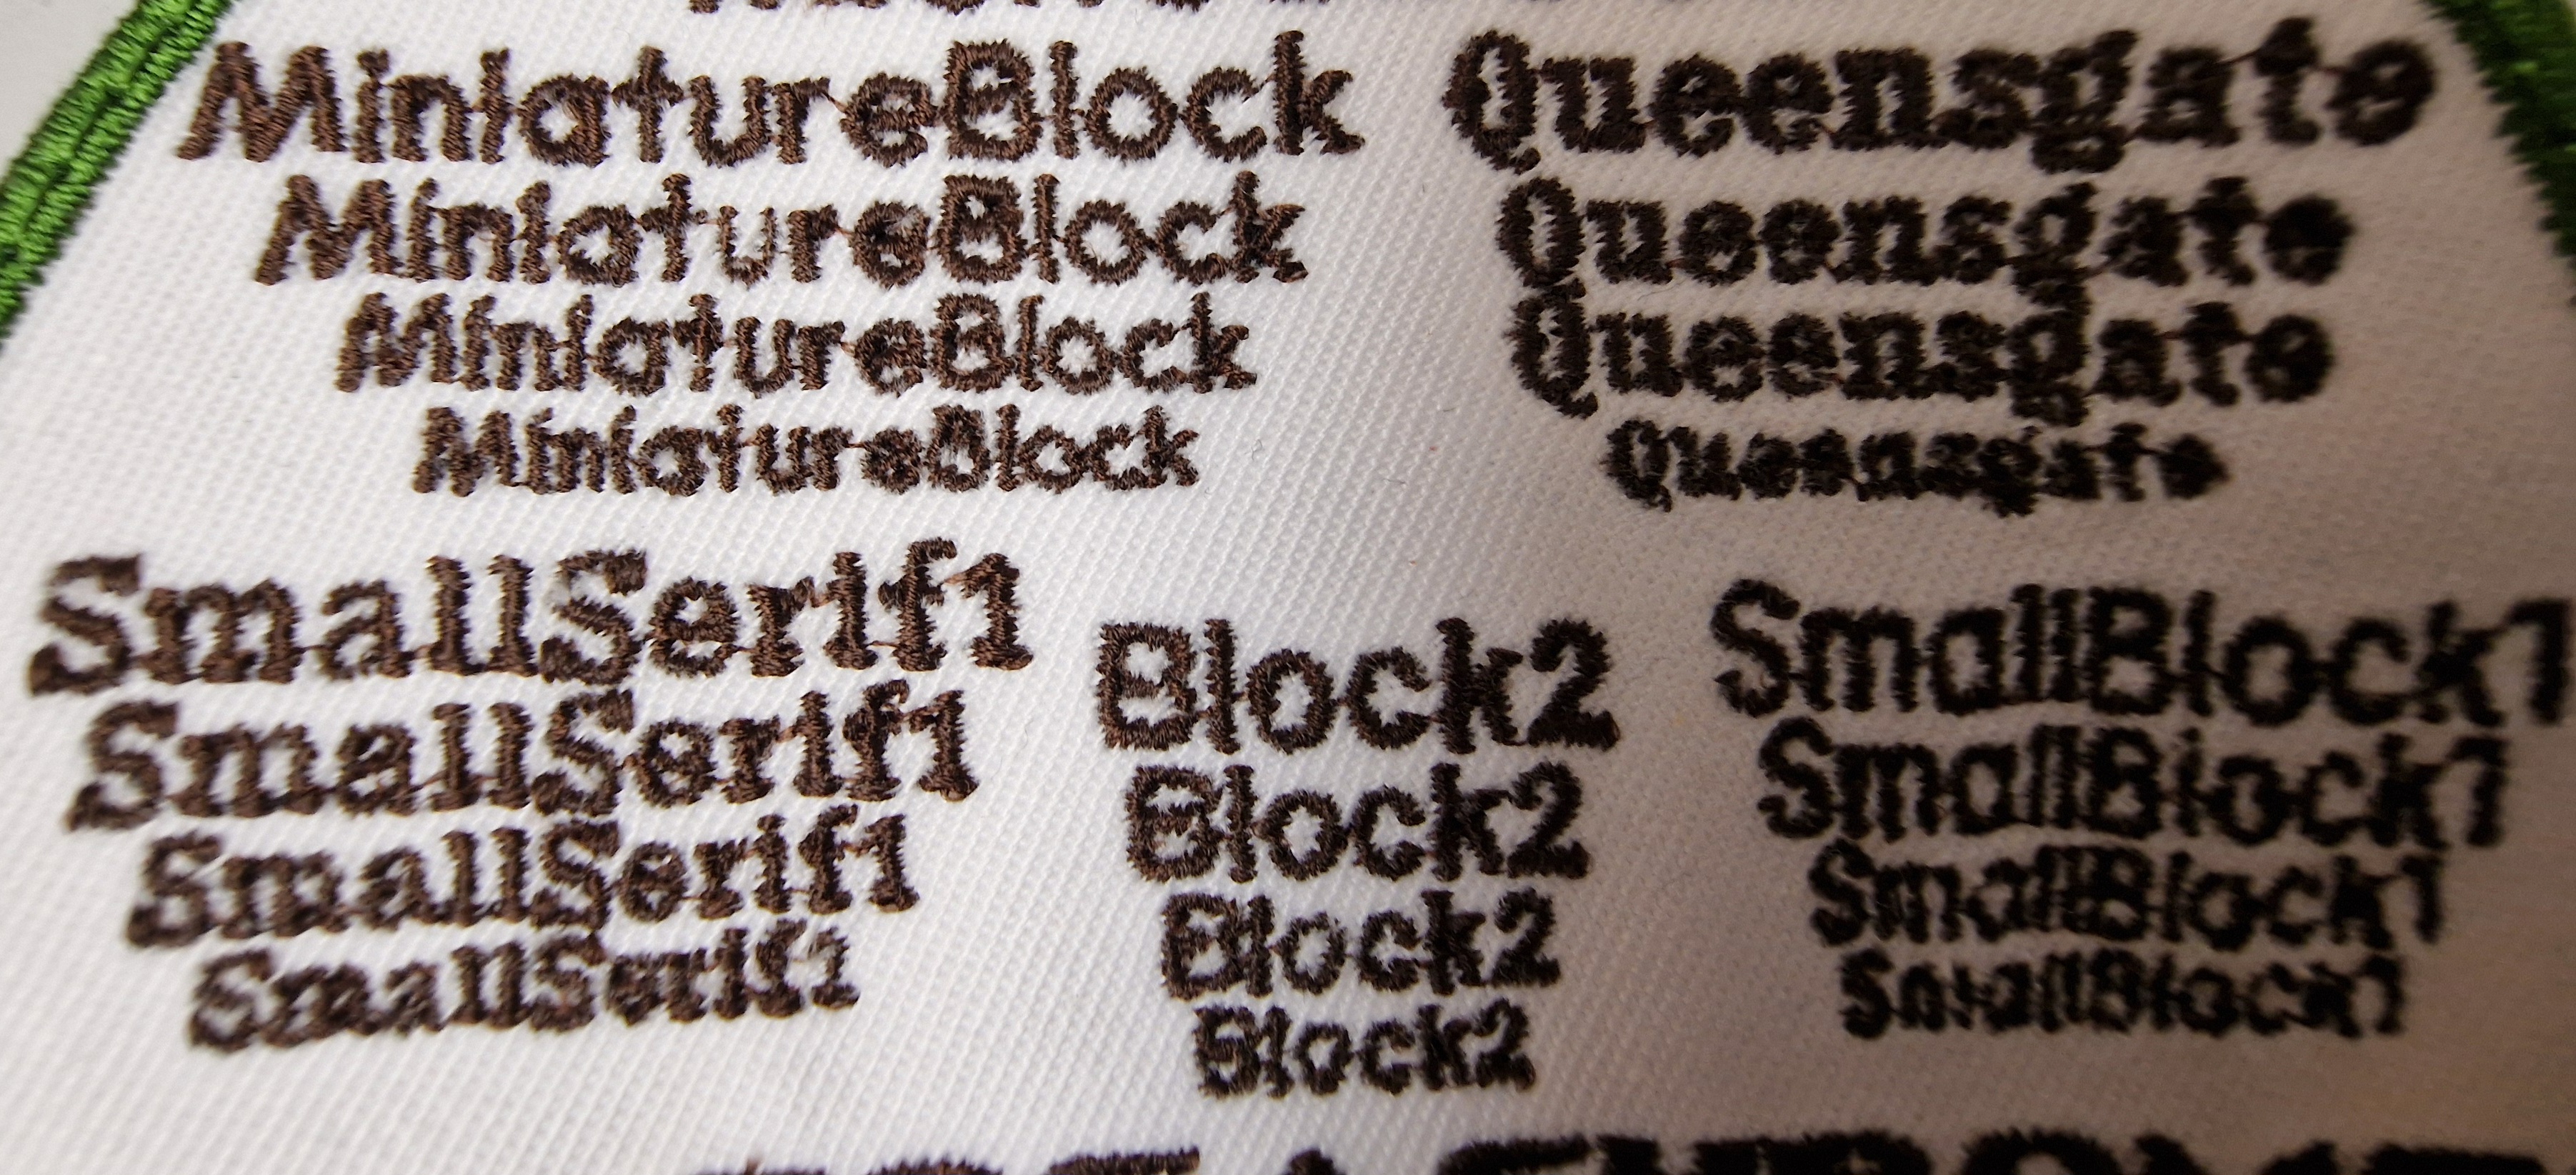 MiniatureBlock
MiniatureBlock
MiniatureBlock
MiniatureBlock
Queensgate
Queensgate
Queensgate
Queensgate
SmallSerif1
SmallSerif1
SmallSerif1
SmallSerif1
Block2
Block2
Block2
Block2
SmallBlock1
SmallBlock1
SmallBlock1
SmallBlock1